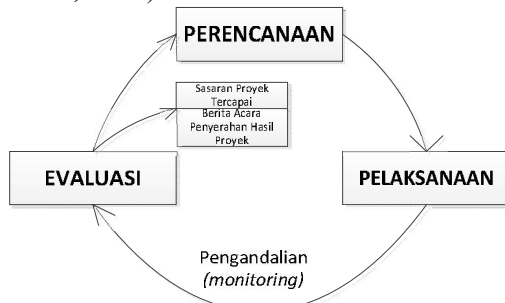 PERENCANAAN
Sasaran Proyek
Tercapai
Berita Acara
Penyerahan Hasil
Proyek
EVALUASI
PELAKSANAAN
Pengandalian
(monitoring)